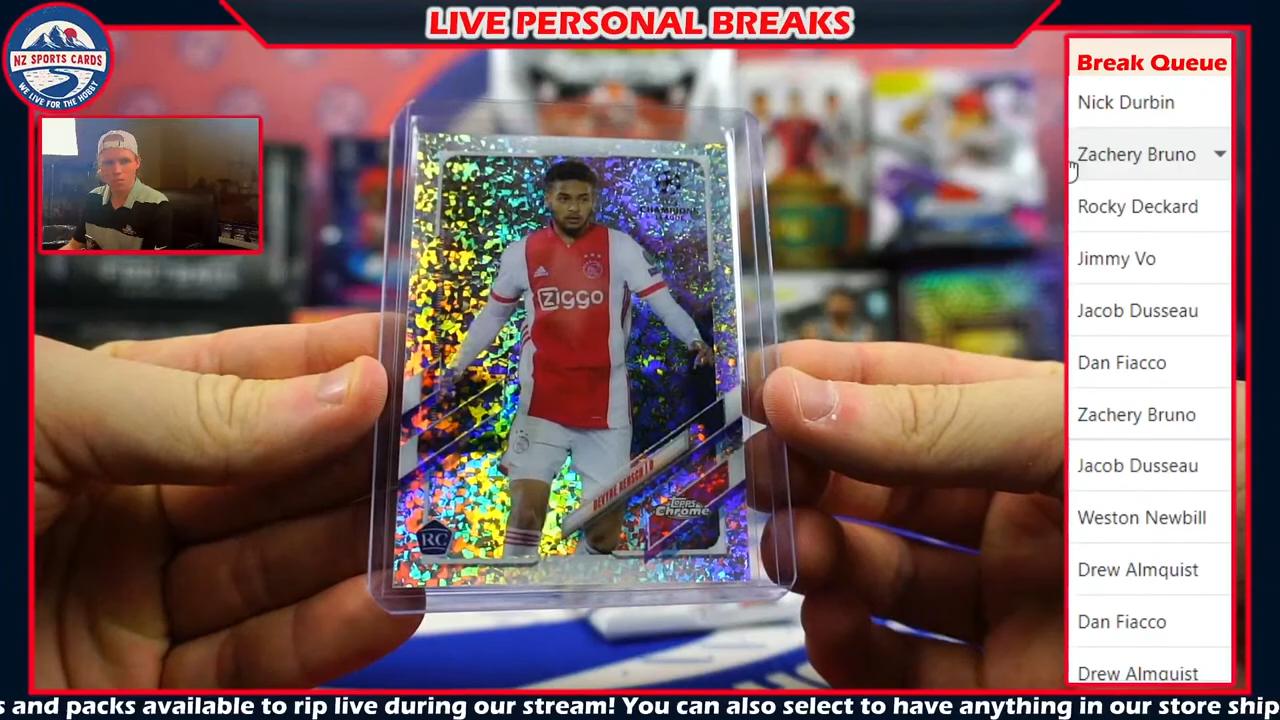 LIVE PERSONAL BREAKS
NZ SPORTS CARDS
WE LIVE FOR THE HOBBY
Break Queue
Nick Durbin
Zachery Bruno
Rocky Deckard
Jimmy Vo
Jacob Dusseau
Dan Fiacco
Zachery Bruno
Jacob Dusseau
Weston Newbill
Drew Almquist
Dan Fiacco
Drew Almquist
CHAMPIONS
LEAGUE
Ziggo
Topps
Chrome
RC
s and packs available to rip live during our stream! You can also select to have anything in our store ship